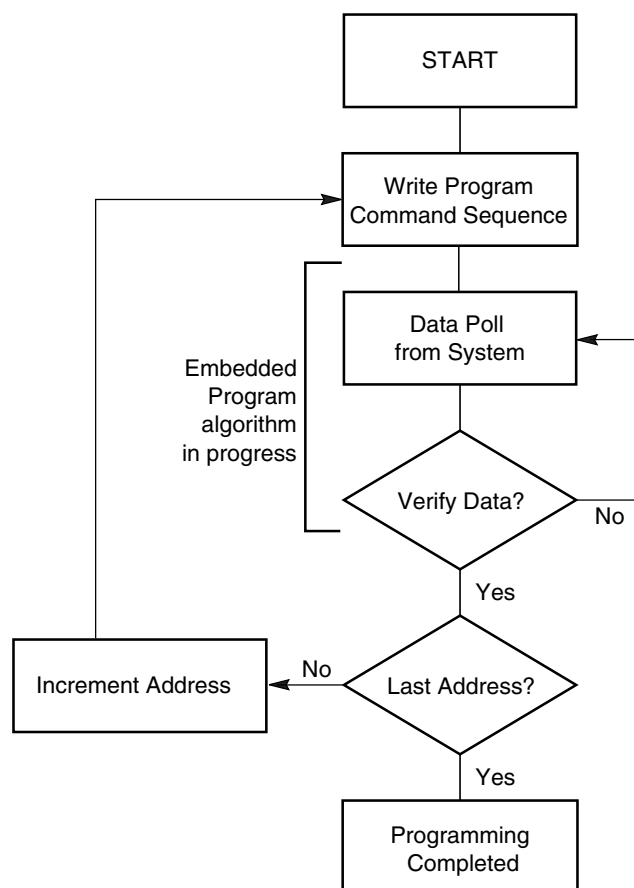 START
Write Program
Command Sequence
Data Poll
from System
Embedded
Program
algorithm
in progress
Verify Data?
No
Yes
Increment Address
No
Last Address?
Yes
Programming
Completed